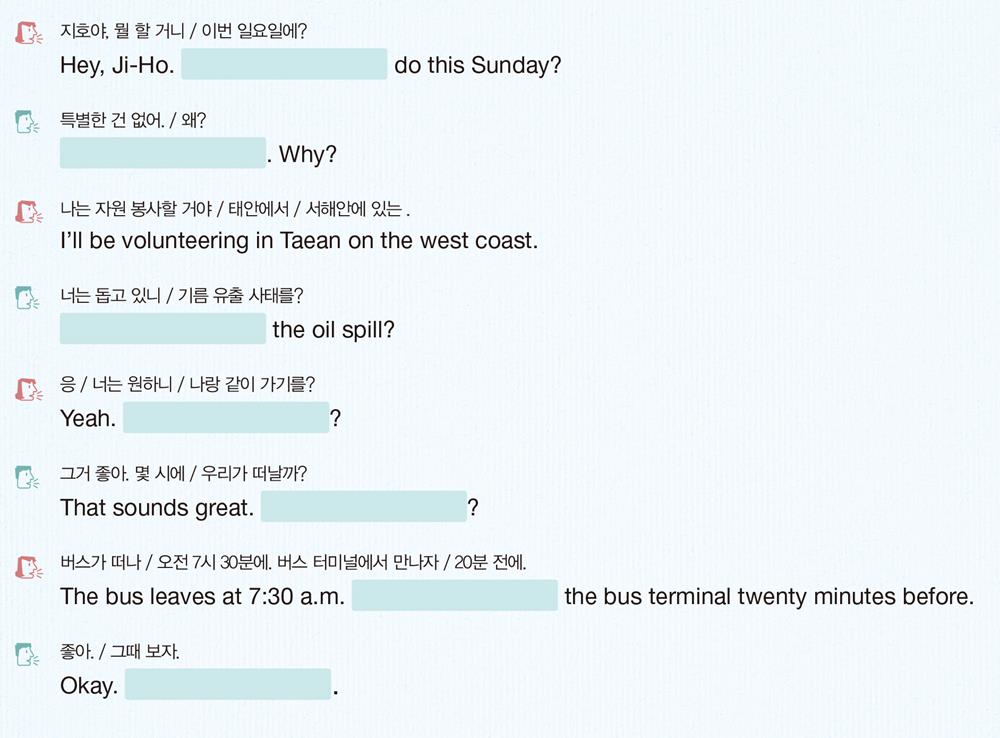 지호야, 뭘 할 거니 / 이번 일요일에?
Hey, Ji-Ho. do this Sunday?
특별한 건 없어. / 왜?
. Why?
나는 자원 봉사할 거야 / 태안에서 / 서해안에 있는 .
I'll be volunteering in Taean on the west coast.
너는 돕고 있니 / 기름 유출 사태를?
the oil spill?
응 / 너는 원하니 / 나랑 같이 가기를?
Yeah. ?
그거 좋아. 몇 시에 / 우리가 떠날까?
That sounds great. ?
버스가 떠나 / 오전 7시 30분에. 버스 터미널에서 만나자 / 20분 전에.
The bus leaves at 7:30 a.m. the bus terminal twenty minutes before.
좋아. / 그때 보자.
Okay. .